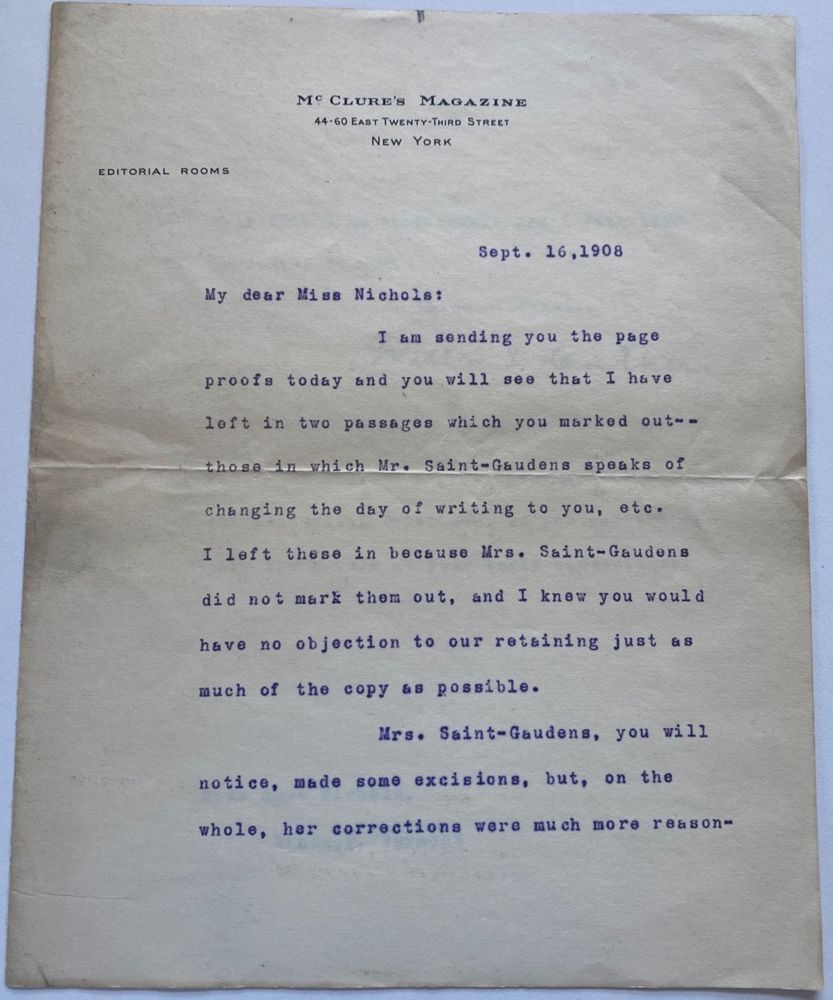 Mc Clure's Magazine
44-60 East Twenty-Third Street
New York
EDITORIAL ROOMS
Sept. 16,1908
My dear Miss Nichols:
I am sending you the page
proofs today and you will see that I have
left in two passages which you marked out--
those in which Mr. Saint-Gaudens speaks of
changing the day of writing to you, etc.
I left these in because Mrs. Saint-Gaudens
did not mark them out, and I knew you would
have no objection to our retaining just as
much of the copy as possible.
Mrs. Saint-Gaudens, you will
notice, made some excisions, but, on the
whole, her corrections were much more reason-